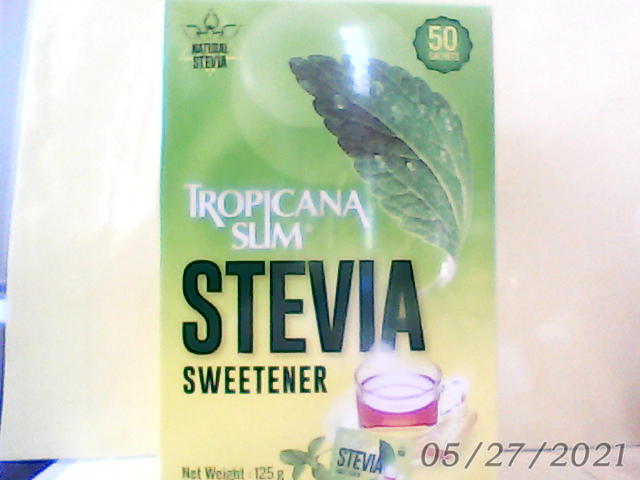 NATURAL
STEVIA
50
SACHETS
TROPICANA
SLIM®
STEVIA
SWEETENER
Net Weight : 125 g
STEVIA
05/27/2021